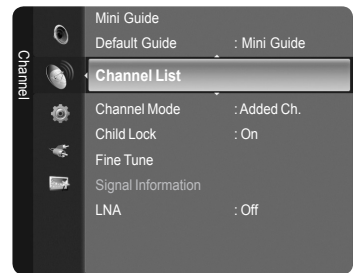 Channel
Mini Guide
Default Guide : Mini Guide
Channel List
Channel Mode : Added Ch.
Child Lock : On
Fine Tune
Signal Information
LNA : Off